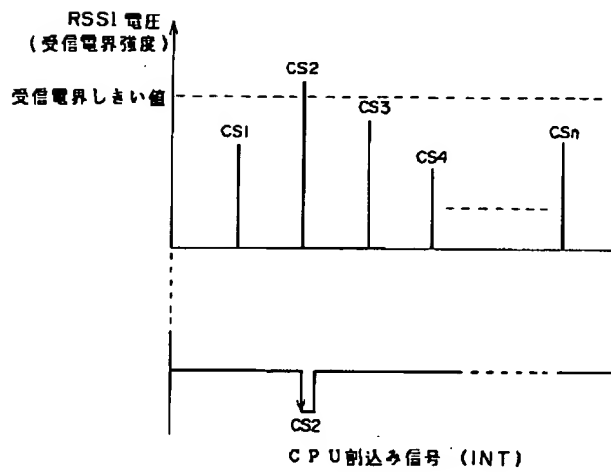 RSSI 電圧
(受信電界強度)
受信電界しきい値
CS1
CS2
CS3
CS4
CSn
CS2
CPU割込み信号 (INT)